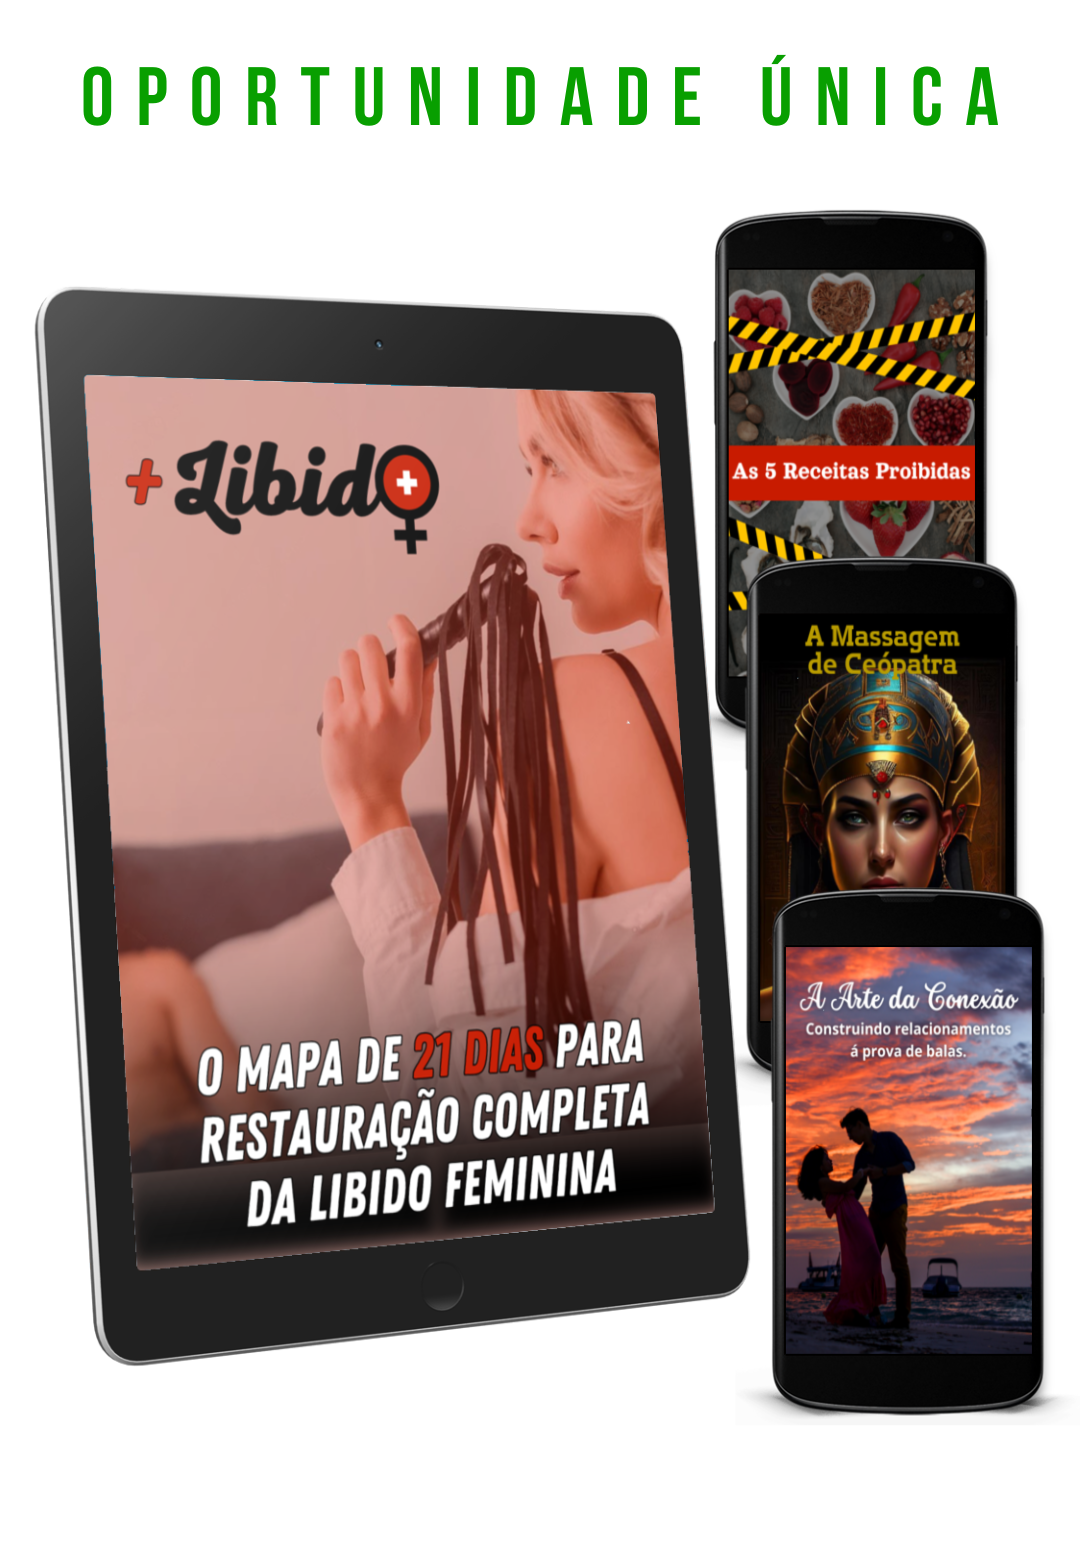 OPORTUNIDADE ÚNICA
+ Libido
O MAPA DE 21 DIAS PARA
RESTAURAÇÃO COMPLETA
DA LIBIDO FEMININA
As 5 Receitas Proibidas
A Massagem
de Ceópatra
A Arte da Conexão
Construindo relacionamentos
á prova de balas.